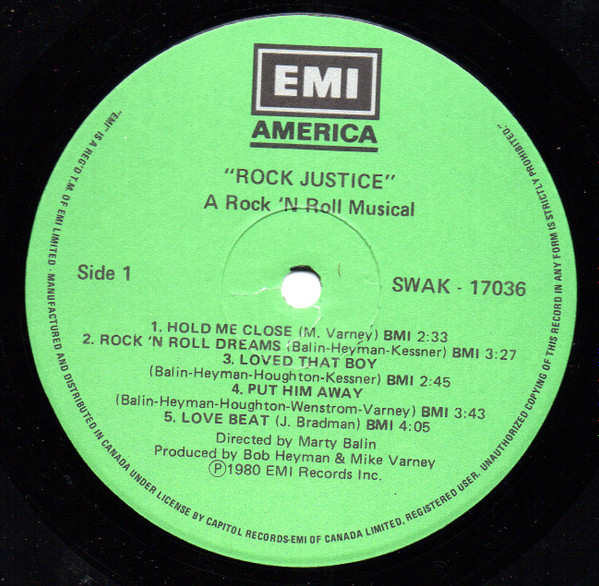 EMI
AMERICA
"ROCK JUSTICE"
A Rock 'N Roll Musical
Side 1
SWAK - 17036
1. HOLD ME CLOSE (M. Varney) BMI 2:33
2. ROCK 'N ROLL DREAMS (Balin-Heyman-Kessner) BMI 3:27
3. LOVED THAT BOY
(Balin-Heyman-Houghton-Kessner) BMI 2:45
4. PUT HIM AWAY
(Balin-Heyman-Houghton-Wenstrom-Varney) BMI 3:43
5. LOVE BEAT (J. Bradman) BMI 4:05
Directed by Marty Balin
Produced by Bob Heyman & Mike Varney
Ⓟ1980 EMI Records Inc.
"EMI" IS A REG'D.T.M. OF EMI LIMITED · MANUFACTURED AND DISTRIBUTED IN CANADA UNDER LICENSE BY CAPITOL RECORDS-EMI OF CANADA LIMITED, REGISTERED USER. UNAUTHORIZED COPYING OF THIS RECORD IN ANY FORM IS STRICTLY PROHIBITED."